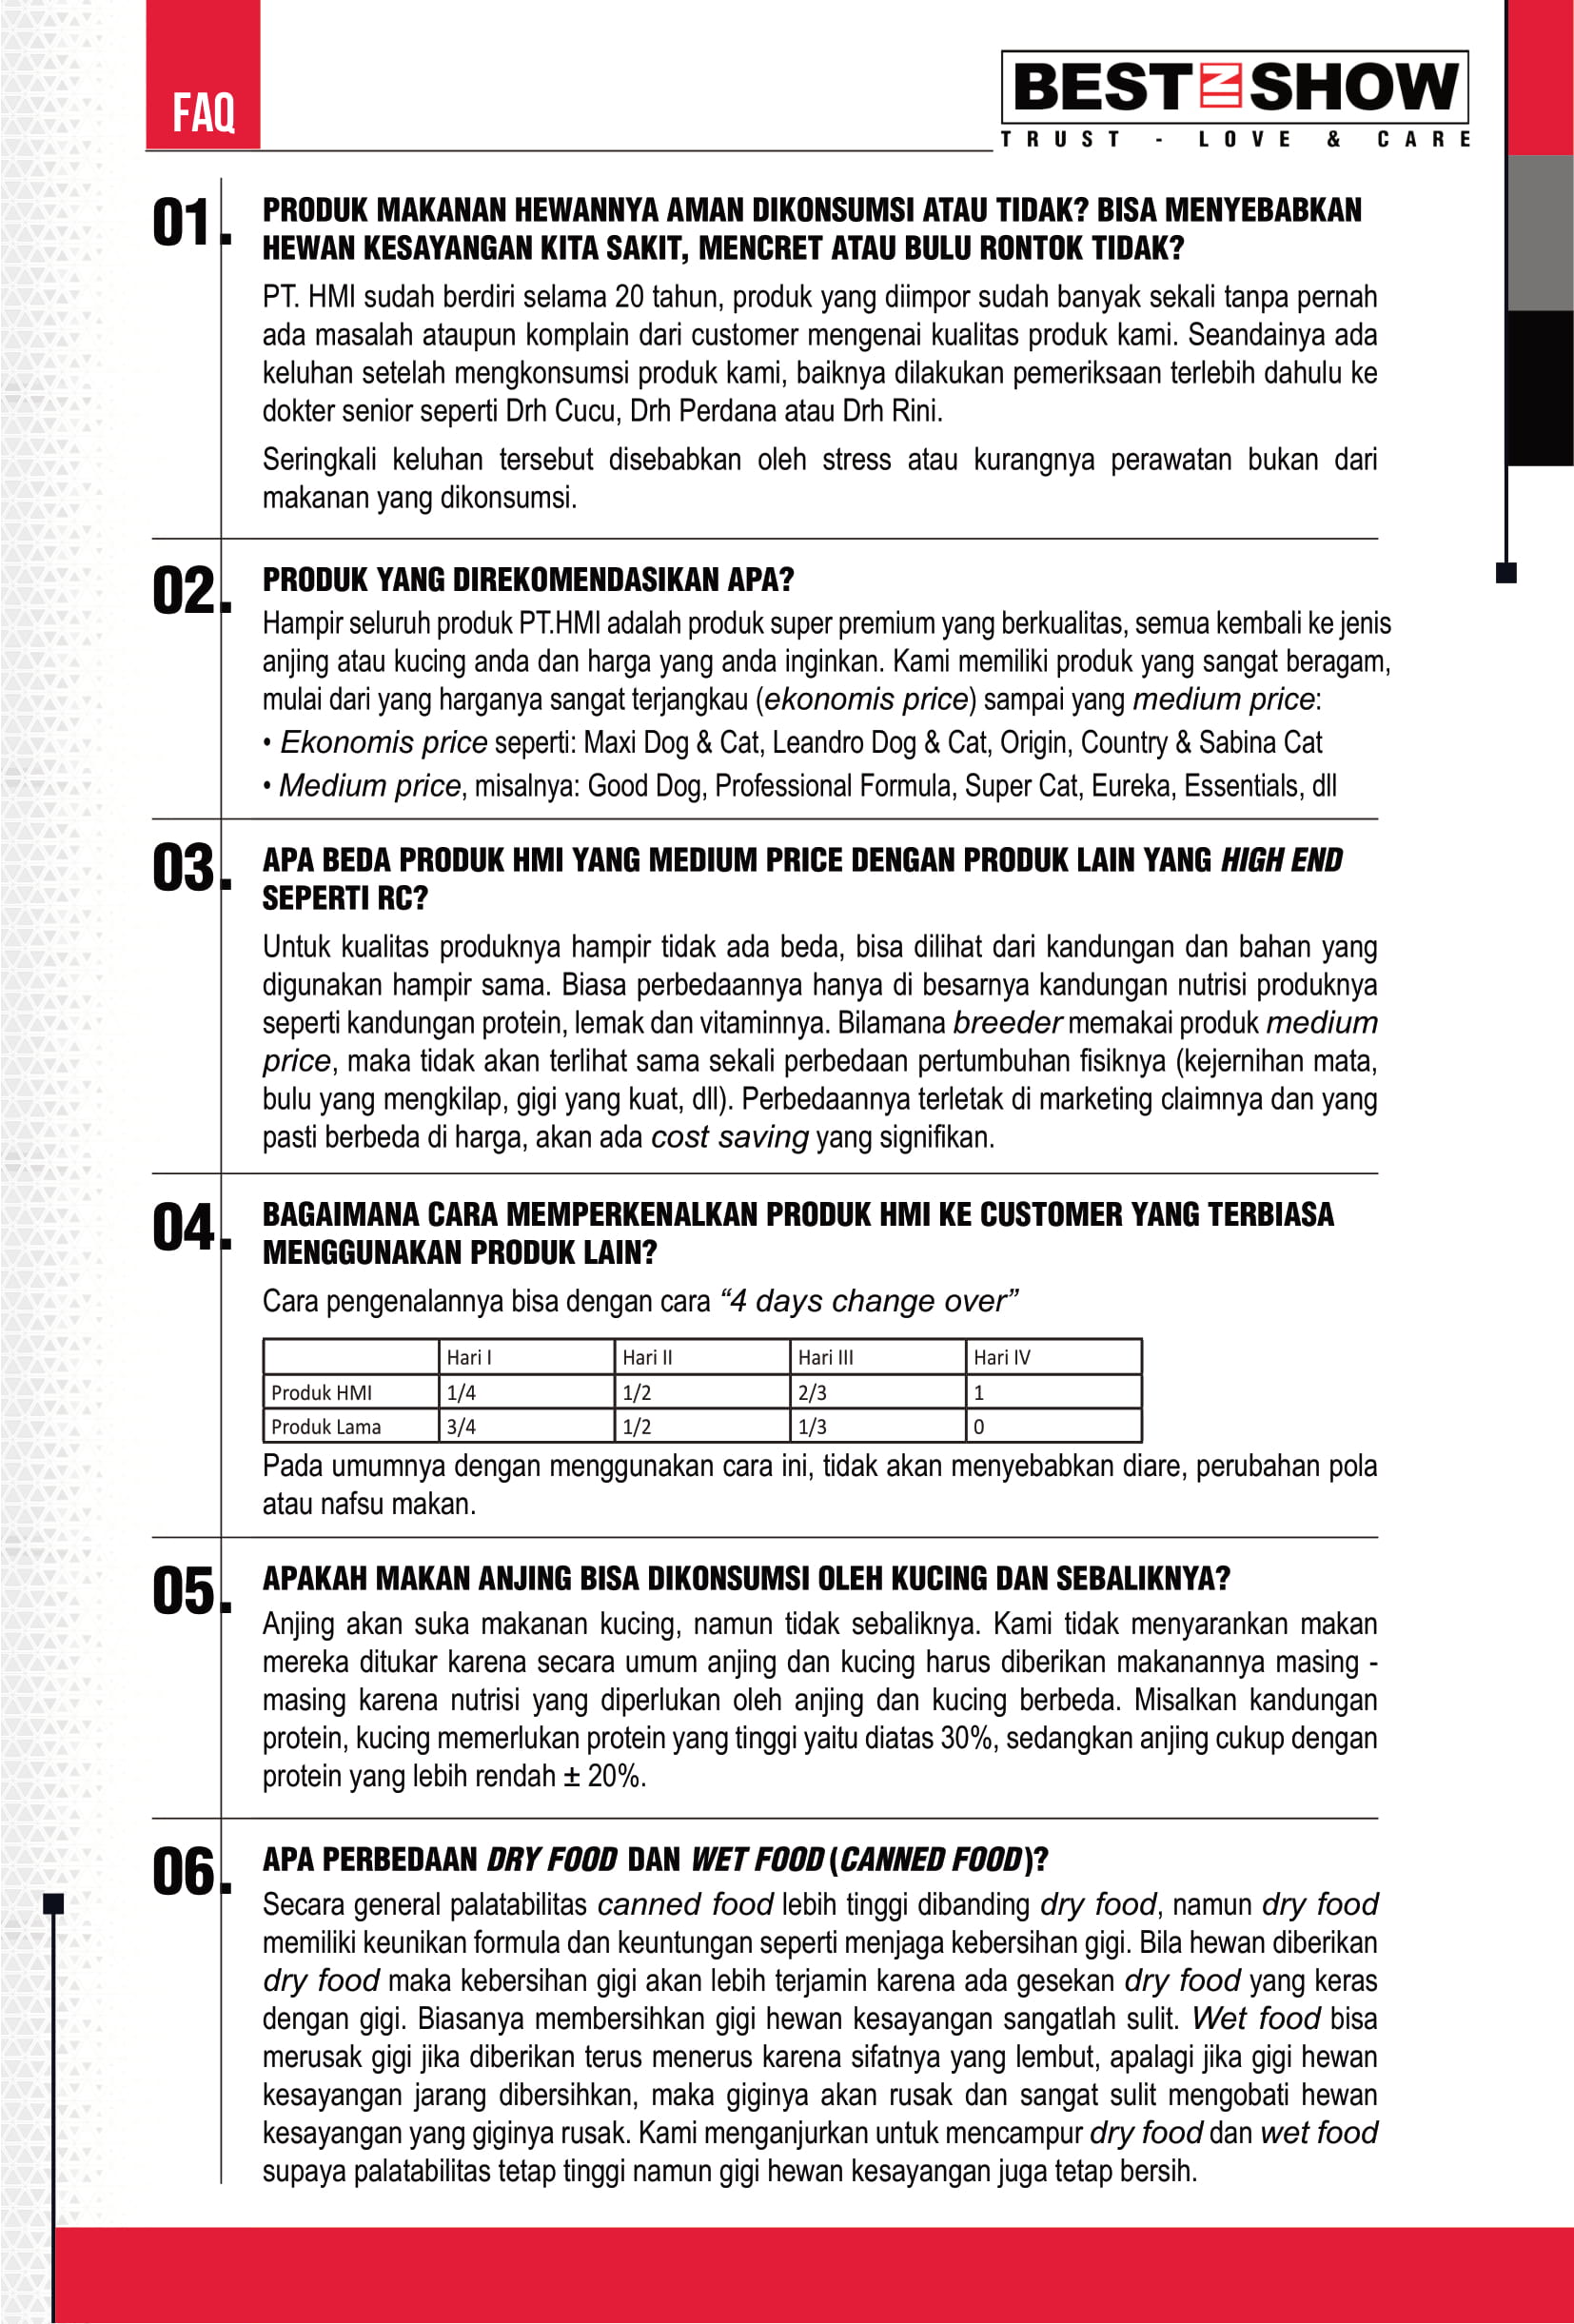 FAQ
BEST IN SHOW
TRUST - LOVE & CARE
01.
PRODUK MAKANAN HEWANNYA AMAN DIKONSUMSI ATAU TIDAK? BISA MENYEBABKAN
HEWAN KESAYANGAN KITA SAKIT, MENCRET ATAU BULU RONTOK TIDAK?
PT. HMI sudah berdiri selama 20 tahun, produk yang diimpor sudah banyak sekali tanpa pernah
ada masalah ataupun komplain dari customer mengenai kualitas produk kami. Seandainya ada
keluhan setelah mengkonsumsi produk kami, baiknya dilakukan pemeriksaan terlebih dahulu ke
dokter senior seperti Drh Cucu, Drh Perdana atau Drh Rini.
Seringkali keluhan tersebut disebabkan oleh stress atau kurangnya perawatan bukan dari
makanan yang dikonsumsi.
02.
PRODUK YANG DIREKOMENDASIKAN APA?
Hampir seluruh produk PT.HMI adalah produk super premium yang berkualitas, semua kembali ke jenis
anjing atau kucing anda dan harga yang anda inginkan. Kami memiliki produk yang sangat beragam,
mulai dari yang harganya sangat terjangkau (ekonomis price) sampai yang medium price:
• Ekonomis price seperti: Maxi Dog & Cat, Leandro Dog & Cat, Origin, Country & Sabina Cat
• Medium price, misalnya: Good Dog, Professional Formula, Super Cat, Eureka, Essentials, dll
03.
APA BEDA PRODUK HMI YANG MEDIUM PRICE DENGAN PRODUK LAIN YANG HIGH END
SEPERTI RC?
Untuk kualitas produknya hampir tidak ada beda, bisa dilihat dari kandungan dan bahan yang
digunakan hampir sama. Biasa perbedaannya hanya di besarnya kandungan nutrisi produknya
seperti kandungan protein, lemak dan vitaminnya. Bilamana breeder memakai produk medium
price, maka tidak akan terlihat sama sekali perbedaan pertumbuhan fisiknya (kejernihan mata,
bulu yang mengkilap, gigi yang kuat, dll). Perbedaannya terletak di marketing claimnya dan yang
pasti berbeda di harga, akan ada cost saving yang signifikan.
04.
BAGAIMANA CARA MEMPERKENALKAN PRODUK HMI KE CUSTOMER YANG TERBIASA
MENGGUNAKAN PRODUK LAIN?
Cara pengenalannya bisa dengan cara “4 days change over”
Hari I Hari II Hari III Hari IV
Produk HMI 1/4 1/2 2/3 1
Produk Lama 3/4 1/2 1/3 0
Pada umumnya dengan menggunakan cara ini, tidak akan menyebabkan diare, perubahan pola
atau nafsu makan.
05.
APAKAH MAKAN ANJING BISA DIKONSUMSI OLEH KUCING DAN SEBALIKNYA?
Anjing akan suka makanan kucing, namun tidak sebaliknya. Kami tidak menyarankan makan
mereka ditukar karena secara umum anjing dan kucing harus diberikan makanannya masing -
masing karena nutrisi yang diperlukan oleh anjing dan kucing berbeda. Misalkan kandungan
protein, kucing memerlukan protein yang tinggi yaitu diatas 30%, sedangkan anjing cukup dengan
protein yang lebih rendah ± 20%.
06.
APA PERBEDAAN DRY FOOD DAN WET FOOD (CANNED FOOD)?
Secara general palatabilitas canned food lebih tinggi dibanding dry food, namun dry food
memiliki keunikan formula dan keuntungan seperti menjaga kebersihan gigi. Bila hewan diberikan
dry food maka kebersihan gigi akan lebih terjamin karena ada gesekan dry food yang keras
dengan gigi. Biasanya membersihkan gigi hewan kesayangan sangatlah sulit. Wet food bisa
merusak gigi jika diberikan terus menerus karena sifatnya yang lembut, apalagi jika gigi hewan
kesayangan jarang dibersihkan, maka giginya akan rusak dan sangat sulit mengobati hewan
kesayangan yang giginya rusak. Kami menganjurkan untuk mencampur dry food dan wet food
supaya palatabilitas tetap tinggi namun gigi hewan kesayangan juga tetap bersih.